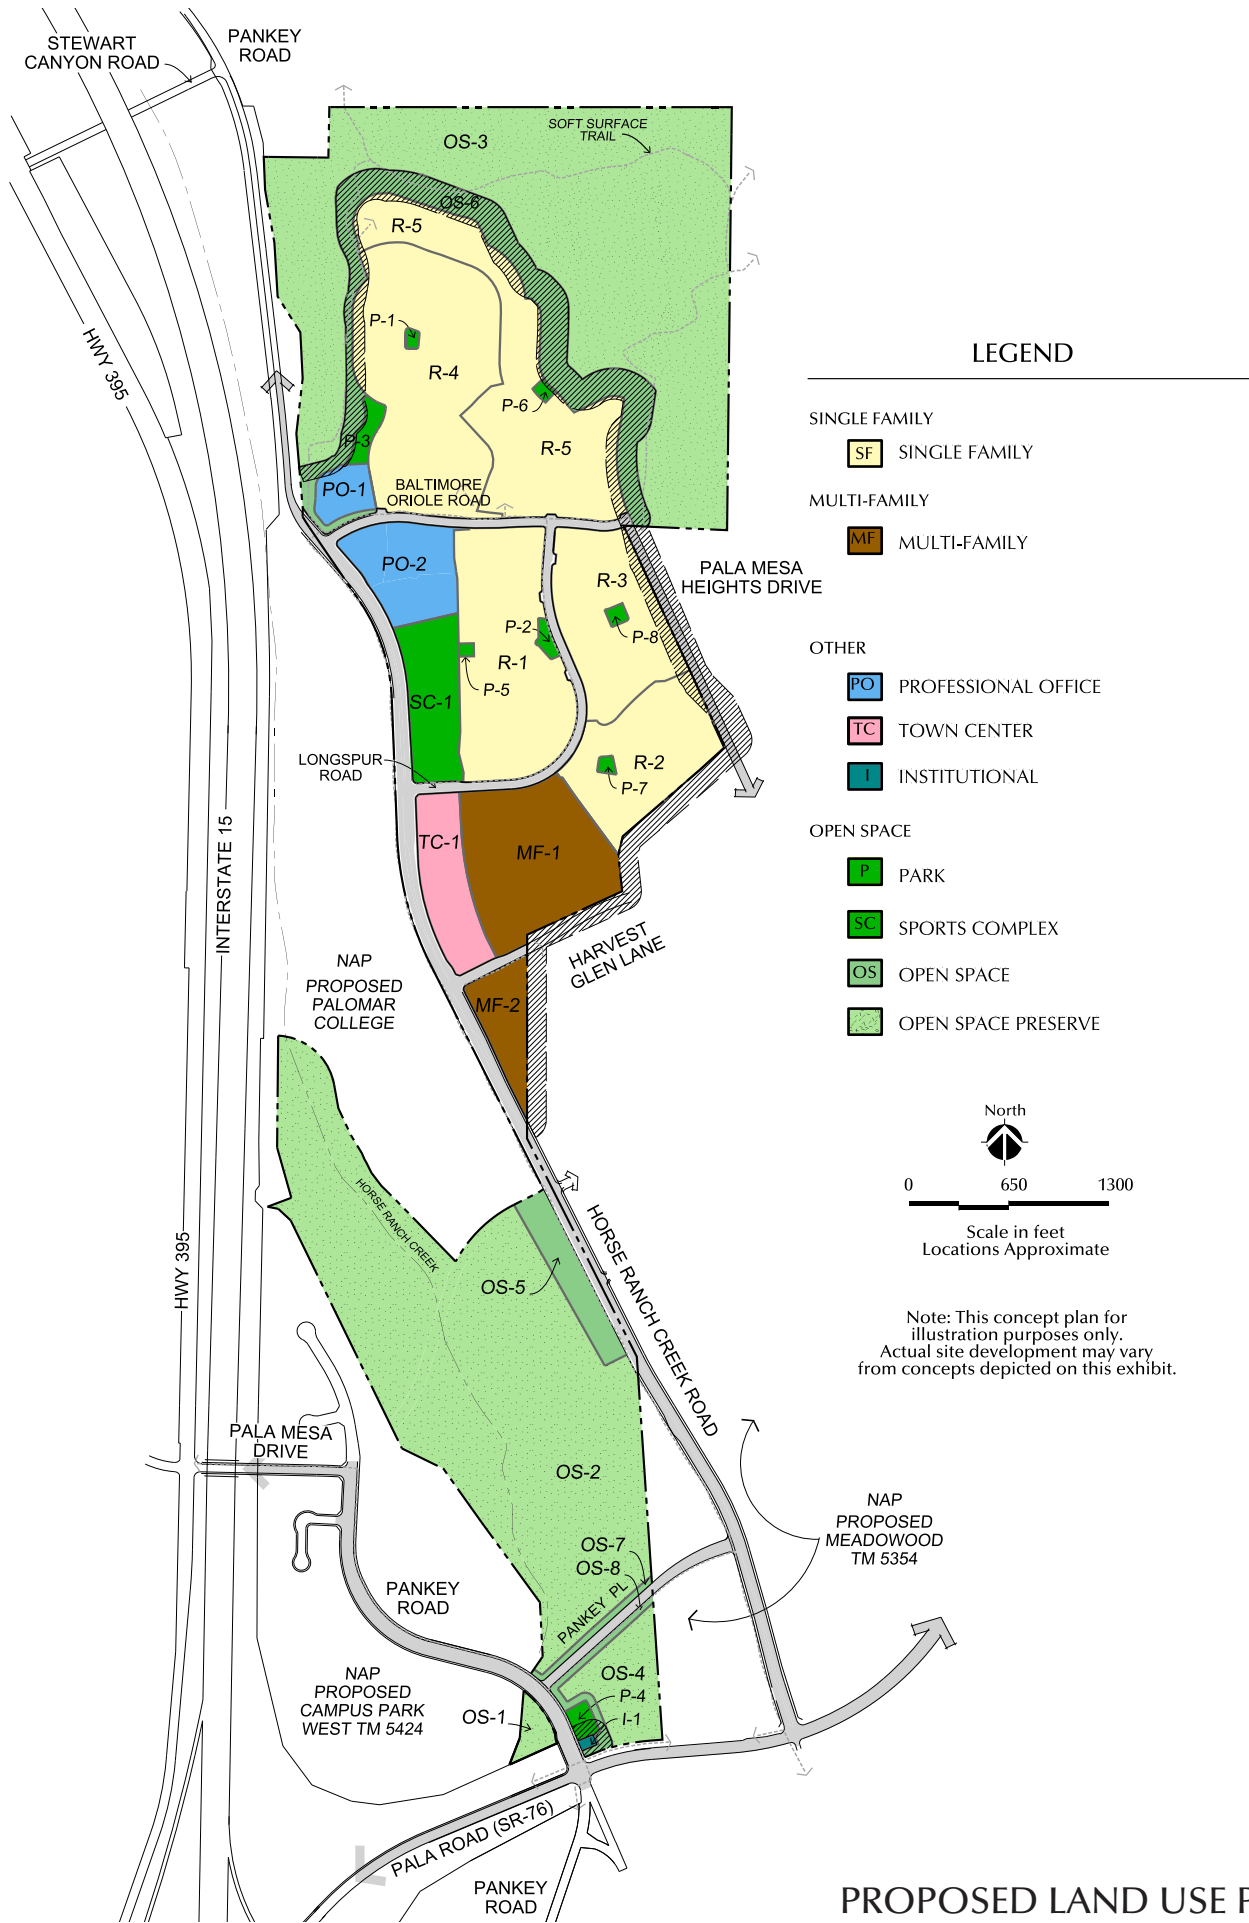 STEWART
CANYON ROAD
PANKEY
ROAD
SOFT SURFACE
TRAIL
OS-3
OS-6
R-5
P-1
R-4
P-6
R-5
P-3
PO-1
BALTIMORE
ORIOLE ROAD
HWY 395
PO-2
R-3
PALA MESA
HEIGHTS DRIVE
P-2
P-8
R-1
P-5
SC-1
LONGSPUR
ROAD
R-2
P-7
TC-1
MF-1
INTERSTATE 15
HARVEST
GLEN LANE
NAP
PROPOSED
PALOMAR
COLLEGE
MF-2
HORSE RANCH CREEK
HORSE RANCH CREEK ROAD
HWY 395
OS-5
PALA MESA
DRIVE
OS-2
NAP
PROPOSED
MEADOWOOD
TM 5354
OS-7
OS-8
PANKEY PL
PANKEY
ROAD
OS-4
P-4
I-1
OS-1
NAP
PROPOSED
CAMPUS PARK
WEST TM 5424
PALA ROAD (SR-76)
PANKEY
ROAD
LEGEND
SINGLE FAMILY
SF SINGLE FAMILY
MULTI-FAMILY
MF MULTI-FAMILY
OTHER
PO PROFESSIONAL OFFICE
TC TOWN CENTER
I INSTITUTIONAL
OPEN SPACE
P PARK
SC SPORTS COMPLEX
OS OPEN SPACE
OPEN SPACE PRESERVE
North
0 650 1300
Scale in feet
Locations Approximate
Note: This concept plan for
illustration purposes only.
Actual site development may vary
from concepts depicted on this exhibit.
PROPOSED LAND USE P